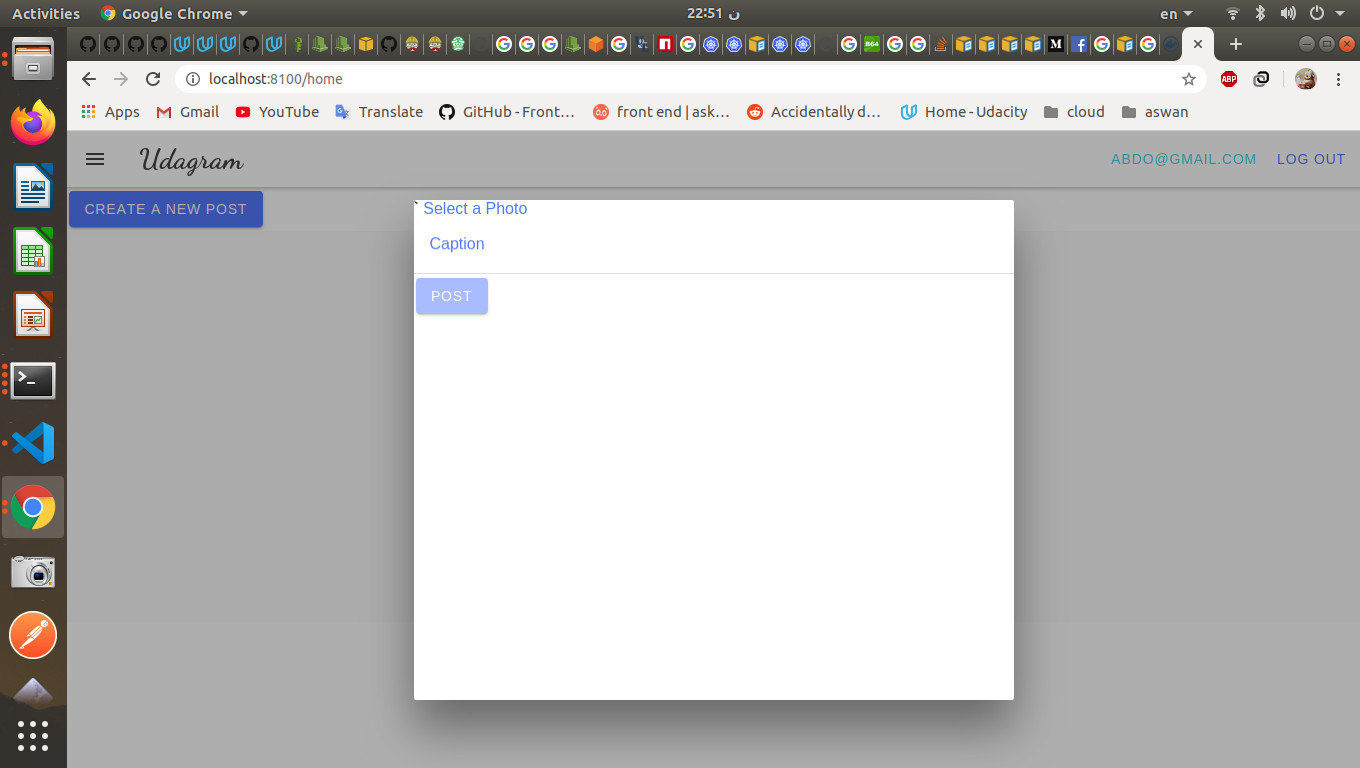 Activities Google Chrome 22:51 ن en
localhost:8100/home ABP
Apps Gmail YouTube Translate GitHub - Front… front end | ask… Accidentally d… Home - Udacity cloud aswan
Udagram ABDO@GMAIL.COM LOG OUT
CREATE A NEW POST
` Select a Photo
Caption
POST